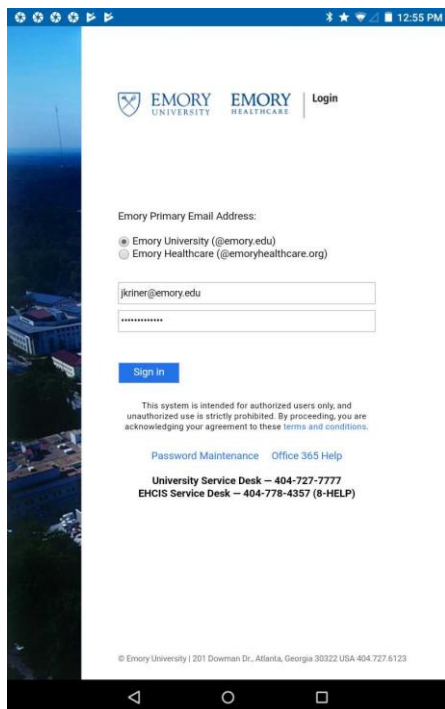 12:55 PM
EMORY UNIVERSITY
EMORY HEALTHCARE
Login
Emory Primary Email Address:
Emory University (@emory.edu)
Emory Healthcare (@emoryhealthcare.org)
jkriner@emory.edu
•••••••••••••
Sign in
This system is intended for authorized users only, and
unauthorized use is strictly prohibited. By proceeding, you are
acknowledging your agreement to these terms and conditions.
Password Maintenance Office 365 Help
University Service Desk — 404-727-7777
EHCIS Service Desk — 404-778-4357 (8-HELP)
© Emory University | 201 Dowman Dr., Atlanta, Georgia 30322 USA 404.727.6123